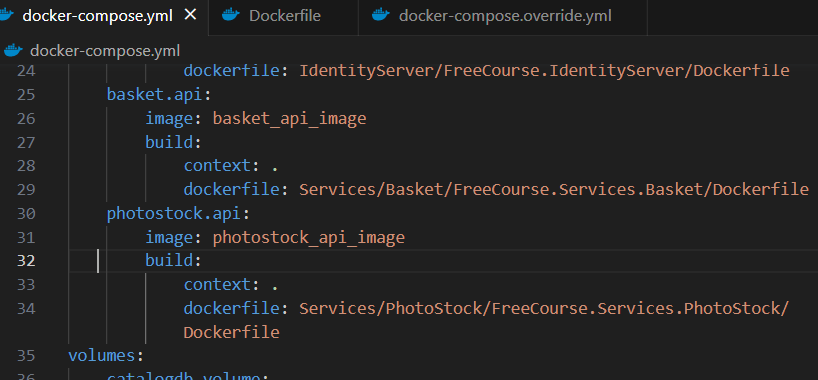 docker-compose.yml
Dockerfile
docker-compose.override.yml
docker-compose.yml
24 dockerfile: IdentityServer/FreeCourse.IdentityServer/Dockerfile
25 basket.api:
26 image: basket_api_image
27 build:
28 context: .
29 dockerfile: Services/Basket/FreeCourse.Services.Basket/Dockerfile
30 photostock.api:
31 image: photostock_api_image
32 build:
33 context: .
34 dockerfile: Services/PhotoStock/FreeCourse.Services.PhotoStock/
Dockerfile
35 volumes:
36 catalogdb_volume: